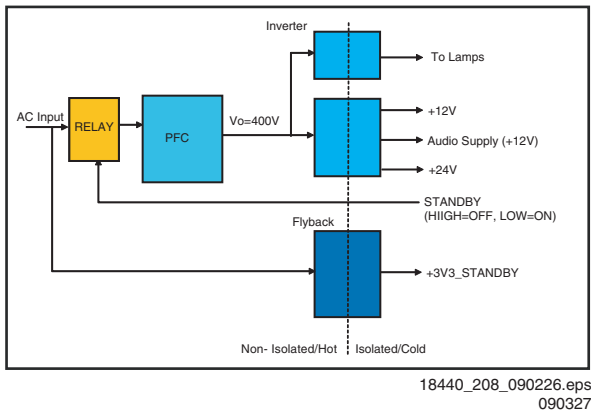 Inverter
To Lamps
AC Input
RELAY
PFC
Vo=400V
+12V
Audio Supply (+12V)
+24V
STANDBY
(HIIGH=OFF, LOW=ON)
Flyback
+3V3_STANDBY
Non- Isolated/Hot
Isolated/Cold
18440_208_090226.eps
090327